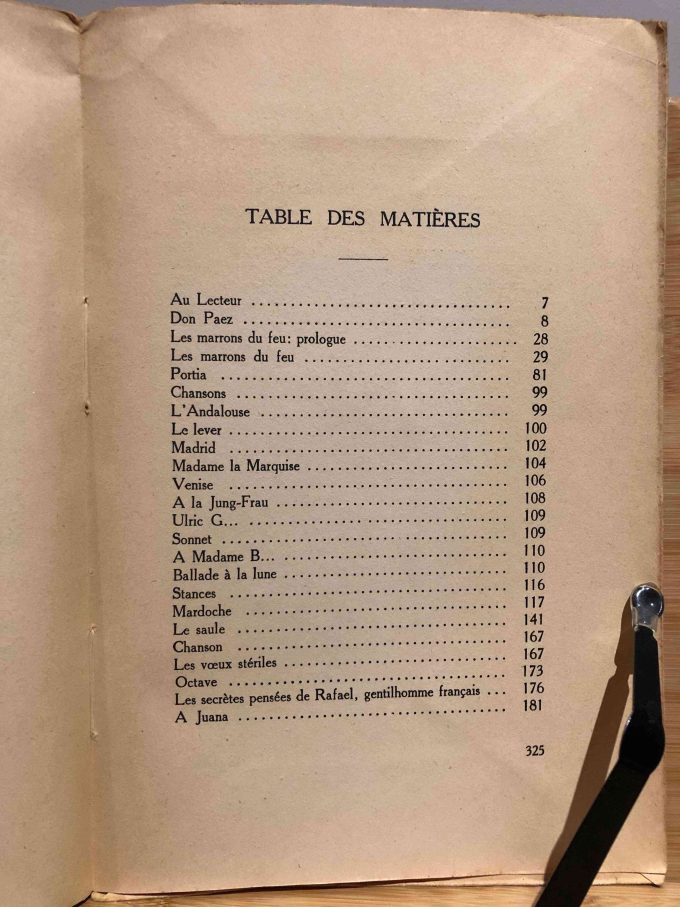 TABLE DES MATIÈRES
Au Lecteur ................................. 7
Don Paez .................................. 8
Les marrons du feu: prologue ...................... 28
Les marrons du feu .......................... 29
Portia ..................................... 81
Chansons ................................... 99
L'Andalouse ................................ 99
Le lever .................................... 100
Madrid .................................... 102
Madame la Marquise .......................... 104
Venise .................................... 106
A la Jung-Frau .............................. 108
Ulric G... ................................. 109
Sonnet ..................................... 109
A Madame B... .............................. 110
Ballade à la lune ............................. 110
Stances .................................... 116
Mardoche .................................. 117
Le saule .................................... 141
Chanson .................................... 167
Les vœux stériles ............................. 167
Octave ..................................... 173
Les secrètes pensées de Rafael, gentilhomme français ... 176
A Juana ................................... 181
325